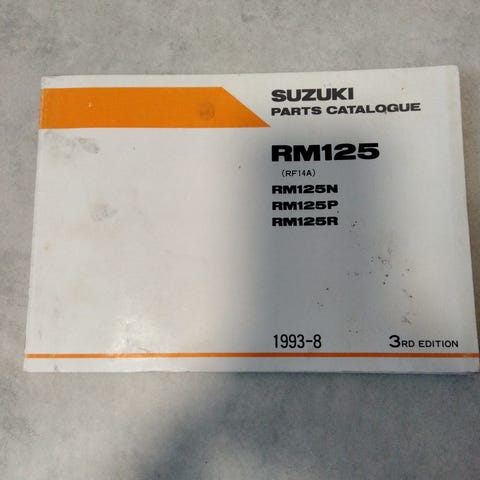 SUZUKI
PARTS CATALOGUE
RM125
(RF14A)
RM125N
RM125P
RM125R
1993-8 3RD EDITION